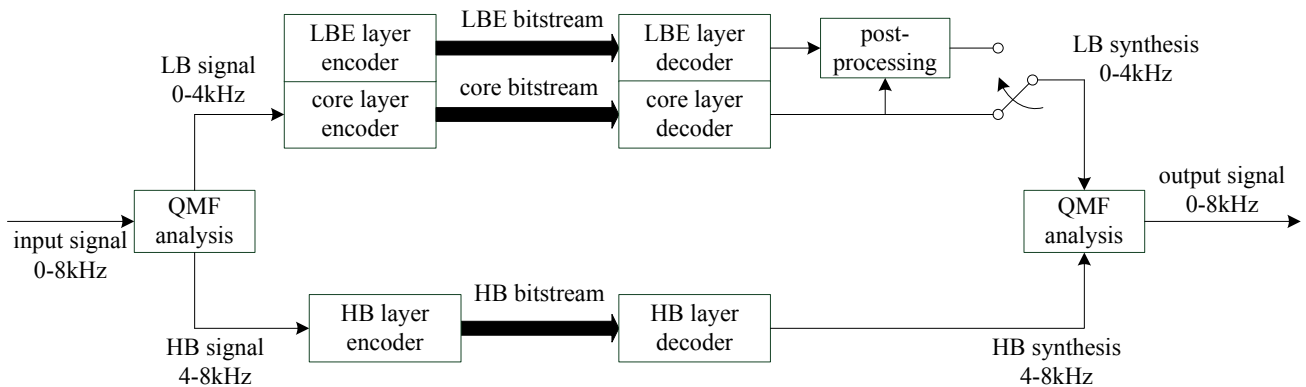 LBE bitstream
LBE layer
encoder
LBE layer
decoder
post-
processing
LB signal
0-4kHz
LB synthesis
0-4kHz
core bitstream
core layer
encoder
core layer
decoder
QMF
analysis
input signal
0-8kHz
QMF
analysis
output signal
0-8kHz
HB bitstream
HB layer
encoder
HB layer
decoder
HB signal
4-8kHz
HB synthesis
4-8kHz